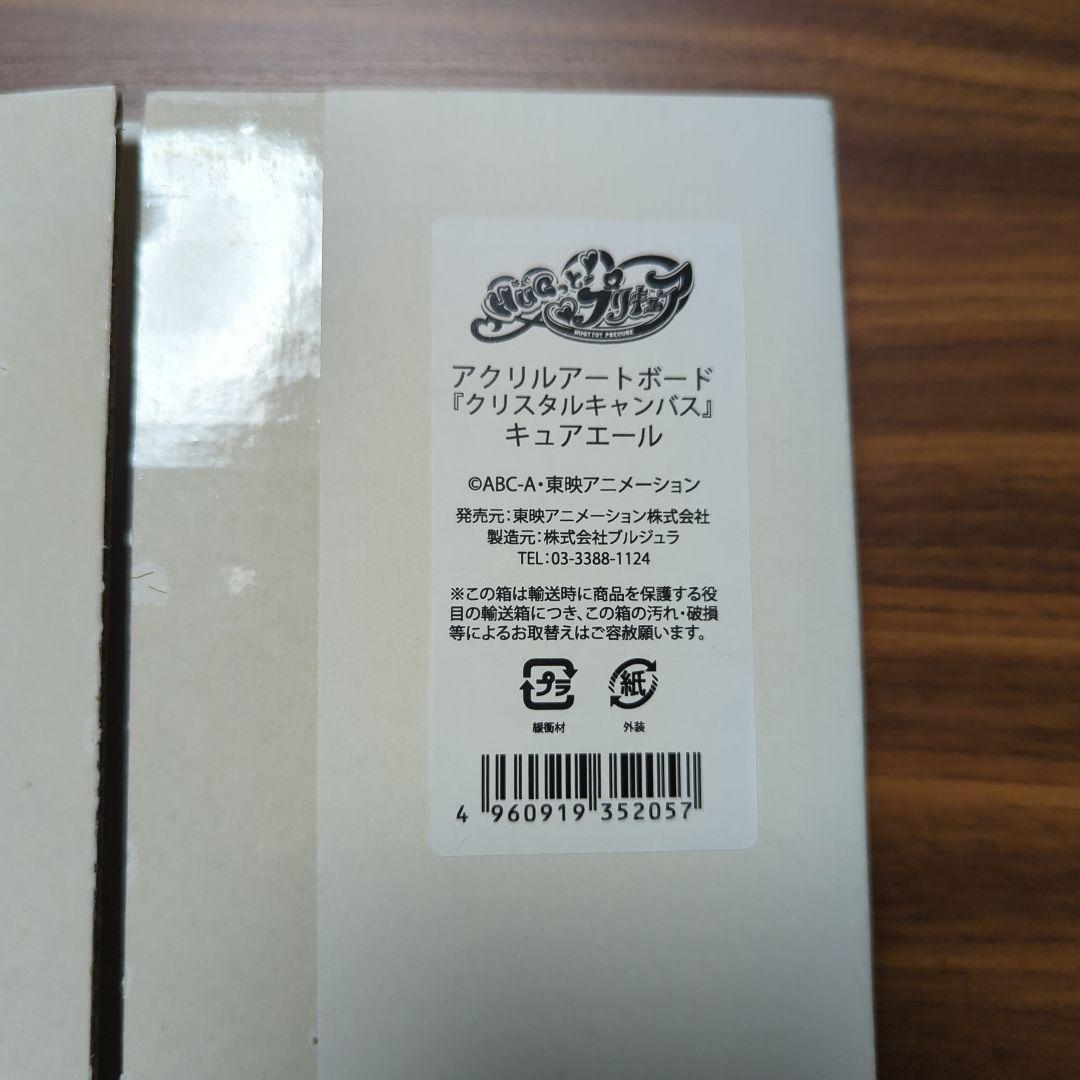 HUGっと!
プリキュア
HUGTTO! PRECURE
アクリルアートボード
『クリスタルキャンバス』
キュアエール
©ABC-A・東映アニメーション
発売元:東映アニメーション株式会社
製造元:株式会社ブルジュラ
TEL:03-3388-1124
※この箱は輸送時に商品を保護する役
目の輸送箱につき、この箱の汚れ・破損
等によるお取替えはご容赦願います。
プラ 紙
緩衝材 外装
4 960919 352057